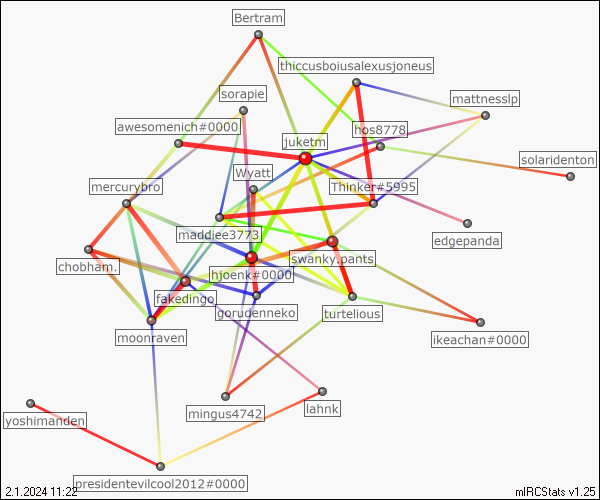 Bertram
thiccusboiusalexusjoneus
sorapie
mattnesslp
awesomenich#0000
hos8778
juketm
solaridenton
Wyatt
mercurybro
Thinker#5995
maddiee3773
edgepanda
swanky.pants
chobham.
hjoenk#0000
fakedingo
gorudenneko
turtelious
moonraven
ikeachan#0000
mingus4742
lahnk
yoshimanden
presidentevilcool2012#0000
2.1.2024 11:22
mIRCStats v1.25